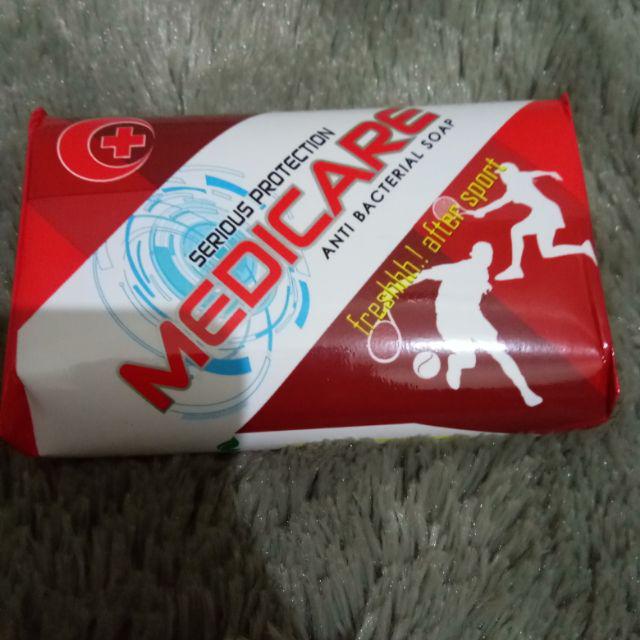 SERIOUS PROTECTION
MEDICARE
ANTI BACTERIAL SOAP
freshhh! after sport